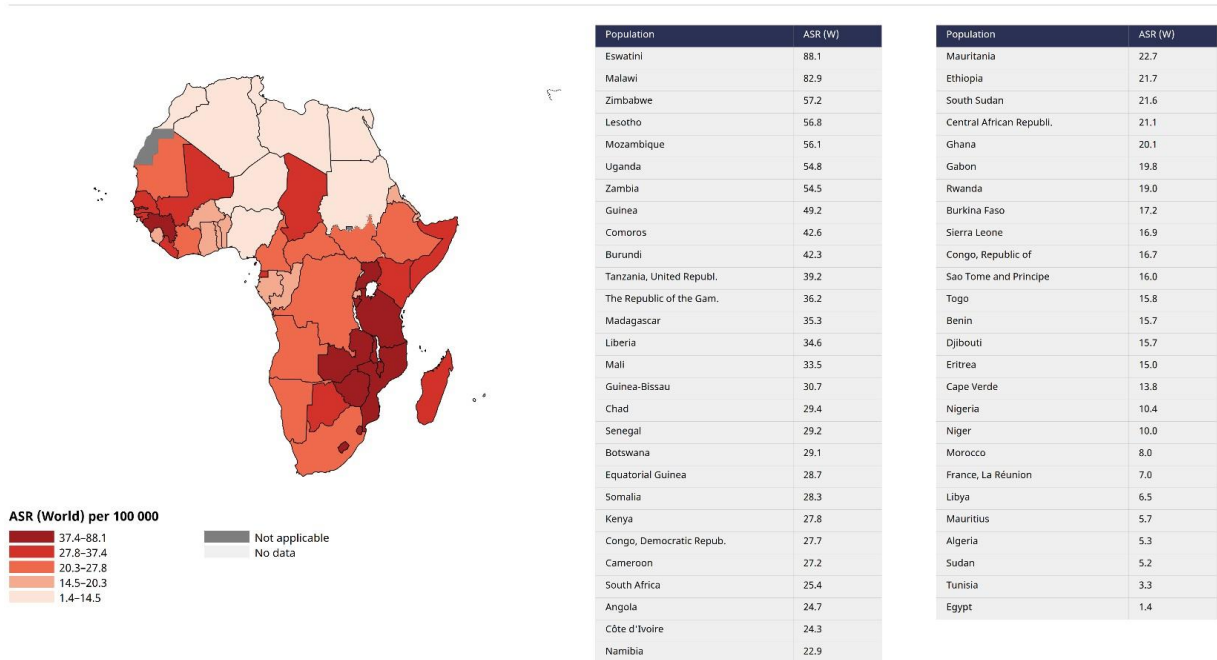 Population ASR (W)
Eswatini 88.1
Malawi 82.9
Zimbabwe 57.2
Lesotho 56.8
Mozambique 56.1
Uganda 54.8
Zambia 54.5
Guinea 49.2
Comoros 42.6
Burundi 42.3
Tanzania, United Republ. 39.2
The Republic of the Gam. 36.2
Madagascar 35.3
Liberia 34.6
Mali 33.5
Guinea-Bissau 30.7
Chad 29.4
Senegal 29.2
Botswana 29.1
Equatorial Guinea 28.7
Somalia 28.3
Kenya 27.8
Congo, Democratic Repub. 27.7
Cameroon 27.2
South Africa 25.4
Angola 24.7
Côte d'Ivoire 24.3
Namibia 22.9
Population ASR (W)
Mauritania 22.7
Ethiopia 21.7
South Sudan 21.6
Central African Republi. 21.1
Ghana 20.1
Gabon 19.8
Rwanda 19.0
Burkina Faso 17.2
Sierra Leone 16.9
Congo, Republic of 16.7
Sao Tome and Principe 16.0
Togo 15.8
Benin 15.7
Djibouti 15.7
Eritrea 15.0
Cape Verde 13.8
Nigeria 10.4
Niger 10.0
Morocco 8.0
France, La Réunion 7.0
Libya 6.5
Mauritius 5.7
Algeria 5.3
Sudan 5.2
Tunisia 3.3
Egypt 1.4
ASR (World) per 100 000
37.4–88.1
27.8–37.4
20.3–27.8
14.5–20.3
1.4–14.5
Not applicable
No data